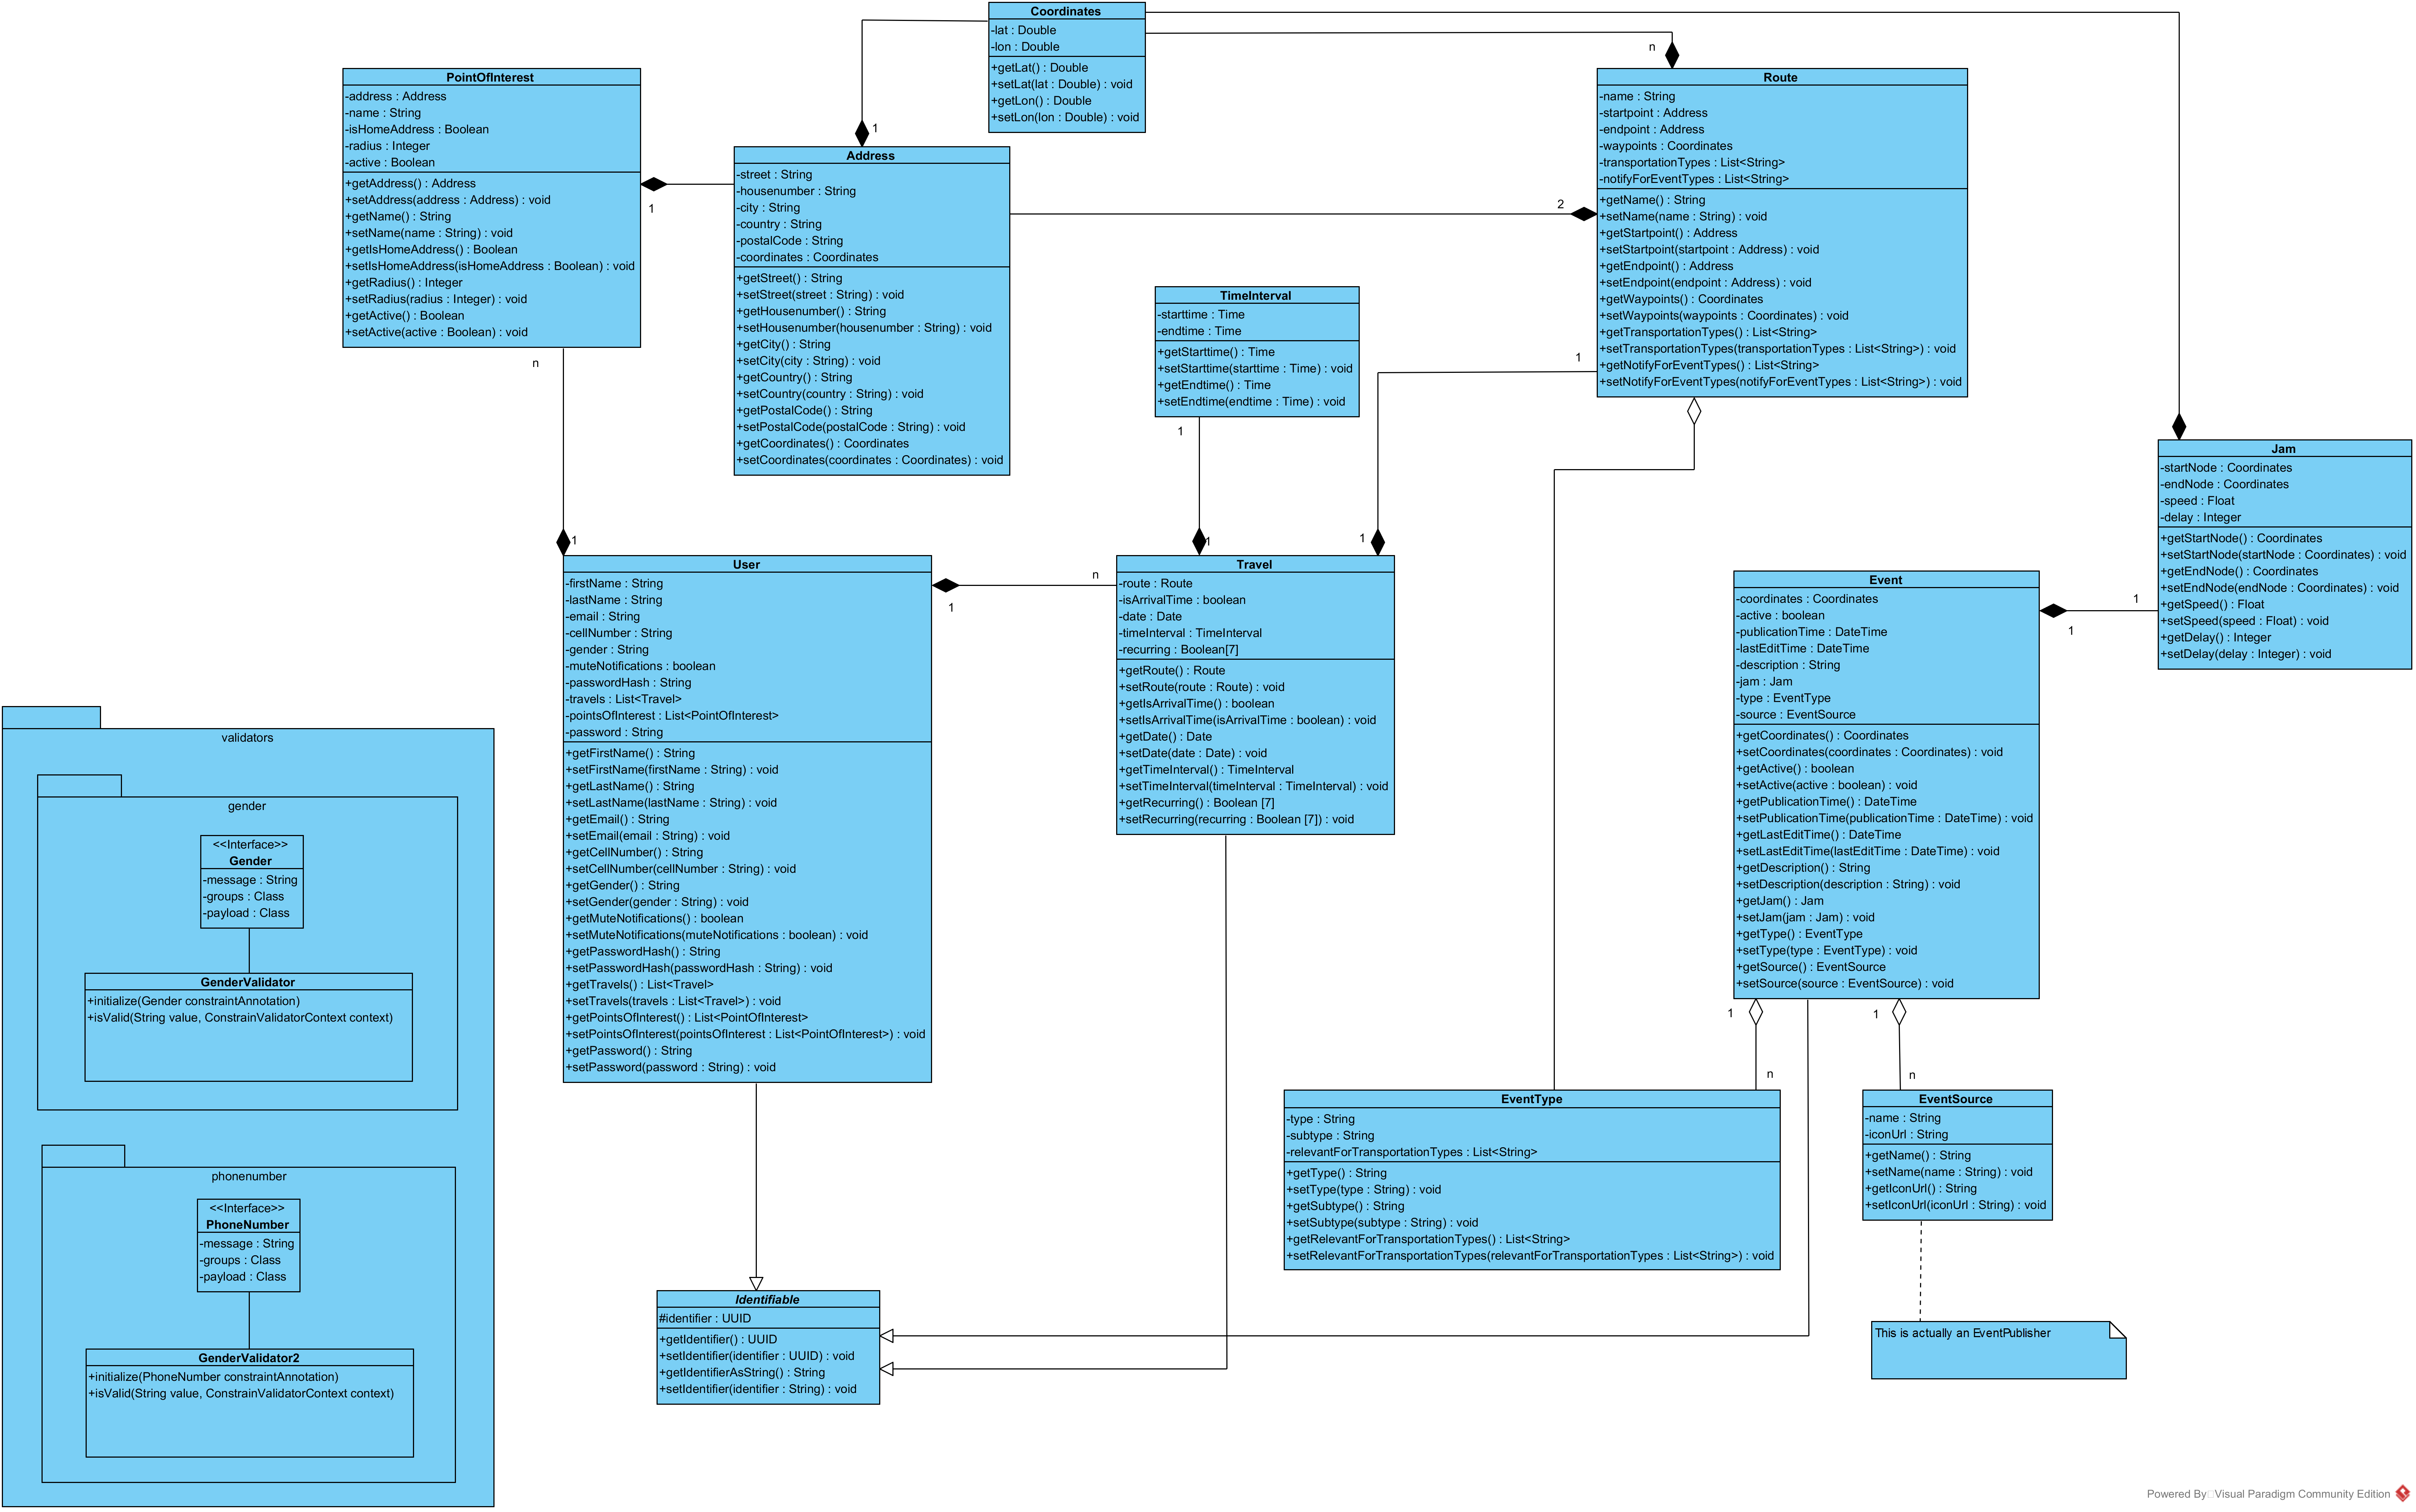 Coordinates
-lat : Double
-lon : Double
+getLat() : Double
+setLat(lat : Double) : void
+getLon() : Double
+setLon(lon : Double) : void
n
PointOfInterest
-address : Address
-name : String
-isHomeAddress : Boolean
-radius : Integer
-active : Boolean
+getAddress() : Address
+setAddress(address : Address) : void
+getName() : String
+setName(name : String) : void
+getIsHomeAddress() : Boolean
+setIsHomeAddress(isHomeAddress : Boolean) : void
+getRadius() : Integer
+setRadius(radius : Integer) : void
+getActive() : Boolean
+setActive(active : Boolean) : void
1
n
1
Address
-street : String
-housenumber : String
-city : String
-country : String
-postalCode : String
-coordinates : Coordinates
+getStreet() : String
+setStreet(street : String) : void
+getHousenumber() : String
+setHousenumber(housenumber : String) : void
+getCity() : String
+setCity(city : String) : void
+getCountry() : String
+setCountry(country : String) : void
+getPostalCode() : String
+setPostalCode(postalCode : String) : void
+getCoordinates() : Coordinates
+setCoordinates(coordinates : Coordinates) : void
Route
-name : String
-startpoint : Address
-endpoint : Address
-waypoints : Coordinates
-transportationTypes : List<String>
-notifyForEventTypes : List<String>
+getName() : String
+setName(name : String) : void
+getStartpoint() : Address
+setStartpoint(startpoint : Address) : void
+getEndpoint() : Address
+setEndpoint(endpoint : Address) : void
+getWaypoints() : Coordinates
+setWaypoints(waypoints : Coordinates) : void
+getTransportationTypes() : List<String>
+setTransportationTypes(transportationTypes : List<String>) : void
+getNotifyForEventTypes() : List<String>
+setNotifyForEventTypes(notifyForEventTypes : List<String>) : void
2
1
TimeInterval
-starttime : Time
-endtime : Time
+getStarttime() : Time
+setStarttime(starttime : Time) : void
+getEndtime() : Time
+setEndtime(endtime : Time) : void
1
Jam
-startNode : Coordinates
-endNode : Coordinates
-speed : Float
-delay : Integer
+getStartNode() : Coordinates
+setStartNode(startNode : Coordinates) : void
+getEndNode() : Coordinates
+setEndNode(endNode : Coordinates) : void
+getSpeed() : Float
+setSpeed(speed : Float) : void
+getDelay() : Integer
+setDelay(delay : Integer) : void
1
User
-firstName : String
-lastName : String
-email : String
-cellNumber : String
-gender : String
-muteNotifications : boolean
-passwordHash : String
-travels : List<Travel>
-pointsOfInterest : List<PointOfInterest>
-password : String
+getFirstName() : String
+setFirstName(firstName : String) : void
+getLastName() : String
+setLastName(lastName : String) : void
+getEmail() : String
+setEmail(email : String) : void
+getCellNumber() : String
+setCellNumber(cellNumber : String) : void
+getGender() : String
+setGender(gender : String) : void
+getMuteNotifications() : boolean
+setMuteNotifications(muteNotifications : boolean) : void
+getPasswordHash() : String
+setPasswordHash(passwordHash : String) : void
+getTravels() : List<Travel>
+setTravels(travels : List<Travel>) : void
+getPointsOfInterest() : List<PointOfInterest>
+setPointsOfInterest(pointsOfInterest : List<PointOfInterest>) : void
+getPassword() : String
+setPassword(password : String) : void
1
n
1
1
Travel
-route : Route
-isArrivalTime : boolean
-date : Date
-timeInterval : TimeInterval
-recurring : Boolean[7]
+getRoute() : Route
+setRoute(route : Route) : void
+getIsArrivalTime() : boolean
+setIsArrivalTime(isArrivalTime : boolean) : void
+getDate() : Date
+setDate(date : Date) : void
+getTimeInterval() : TimeInterval
+setTimeInterval(timeInterval : TimeInterval) : void
+getRecurring() : Boolean [7]
+setRecurring(recurring : Boolean [7]) : void
Event
-coordinates : Coordinates
-active : boolean
-publicationTime : DateTime
-lastEditTime : DateTime
-description : String
-jam : Jam
-type : EventType
-source : EventSource
+getCoordinates() : Coordinates
+setCoordinates(coordinates : Coordinates) : void
+getActive() : boolean
+setActive(active : boolean) : void
+getPublicationTime() : DateTime
+setPublicationTime(publicationTime : DateTime) : void
+getLastEditTime() : DateTime
+setLastEditTime(lastEditTime : DateTime) : void
+getDescription() : String
+setDescription(description : String) : void
+getJam() : Jam
+setJam(jam : Jam) : void
+getType() : EventType
+setType(type : EventType) : void
+getSource() : EventSource
+setSource(source : EventSource) : void
1
1
1
1
n
n
validators
gender
<<Interface>>
Gender
-message : String
-groups : Class
-payload : Class
GenderValidator
+initialize(Gender constraintAnnotation)
+isValid(String value, ConstrainValidatorContext context)
phonenumber
<<Interface>>
PhoneNumber
-message : String
-groups : Class
-payload : Class
GenderValidator2
+initialize(PhoneNumber constraintAnnotation)
+isValid(String value, ConstrainValidatorContext context)
EventType
-type : String
-subtype : String
-relevantForTransportationTypes : List<String>
+getType() : String
+setType(type : String) : void
+getSubtype() : String
+setSubtype(subtype : String) : void
+getRelevantForTransportationTypes() : List<String>
+setRelevantForTransportationTypes(relevantForTransportationTypes : List<String>) : void
EventSource
-name : String
-iconUrl : String
+getName() : String
+setName(name : String) : void
+getIconUrl() : String
+setIconUrl(iconUrl : String) : void
Identifiable
#identifier : UUID
+getIdentifier() : UUID
+setIdentifier(identifier : UUID) : void
+getIdentifierAsString() : String
+setIdentifier(identifier : String) : void
This is actually an EventPublisher
Powered By Visual Paradigm Community Edition